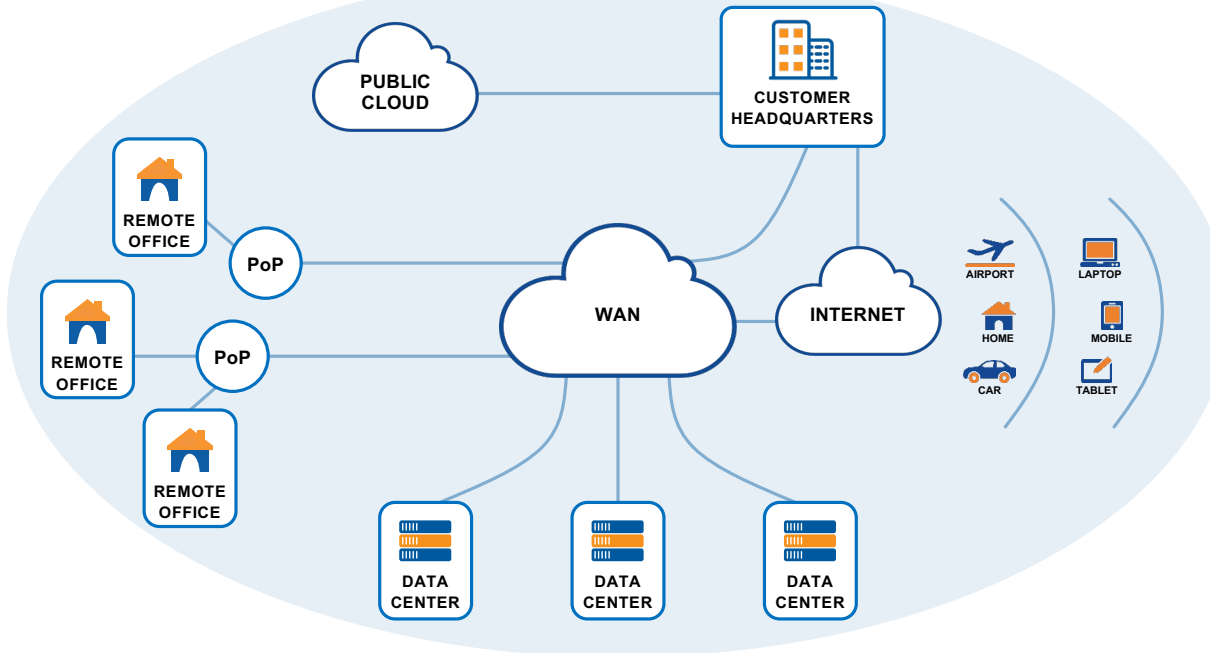 PUBLIC
CLOUD
CUSTOMER
HEADQUARTERS
REMOTE
OFFICE
PoP
REMOTE
OFFICE
PoP
REMOTE
OFFICE
WAN
INTERNET
AIRPORT
LAPTOP
HOME
MOBILE
CAR
TABLET
DATA
CENTER
DATA
CENTER
DATA
CENTER